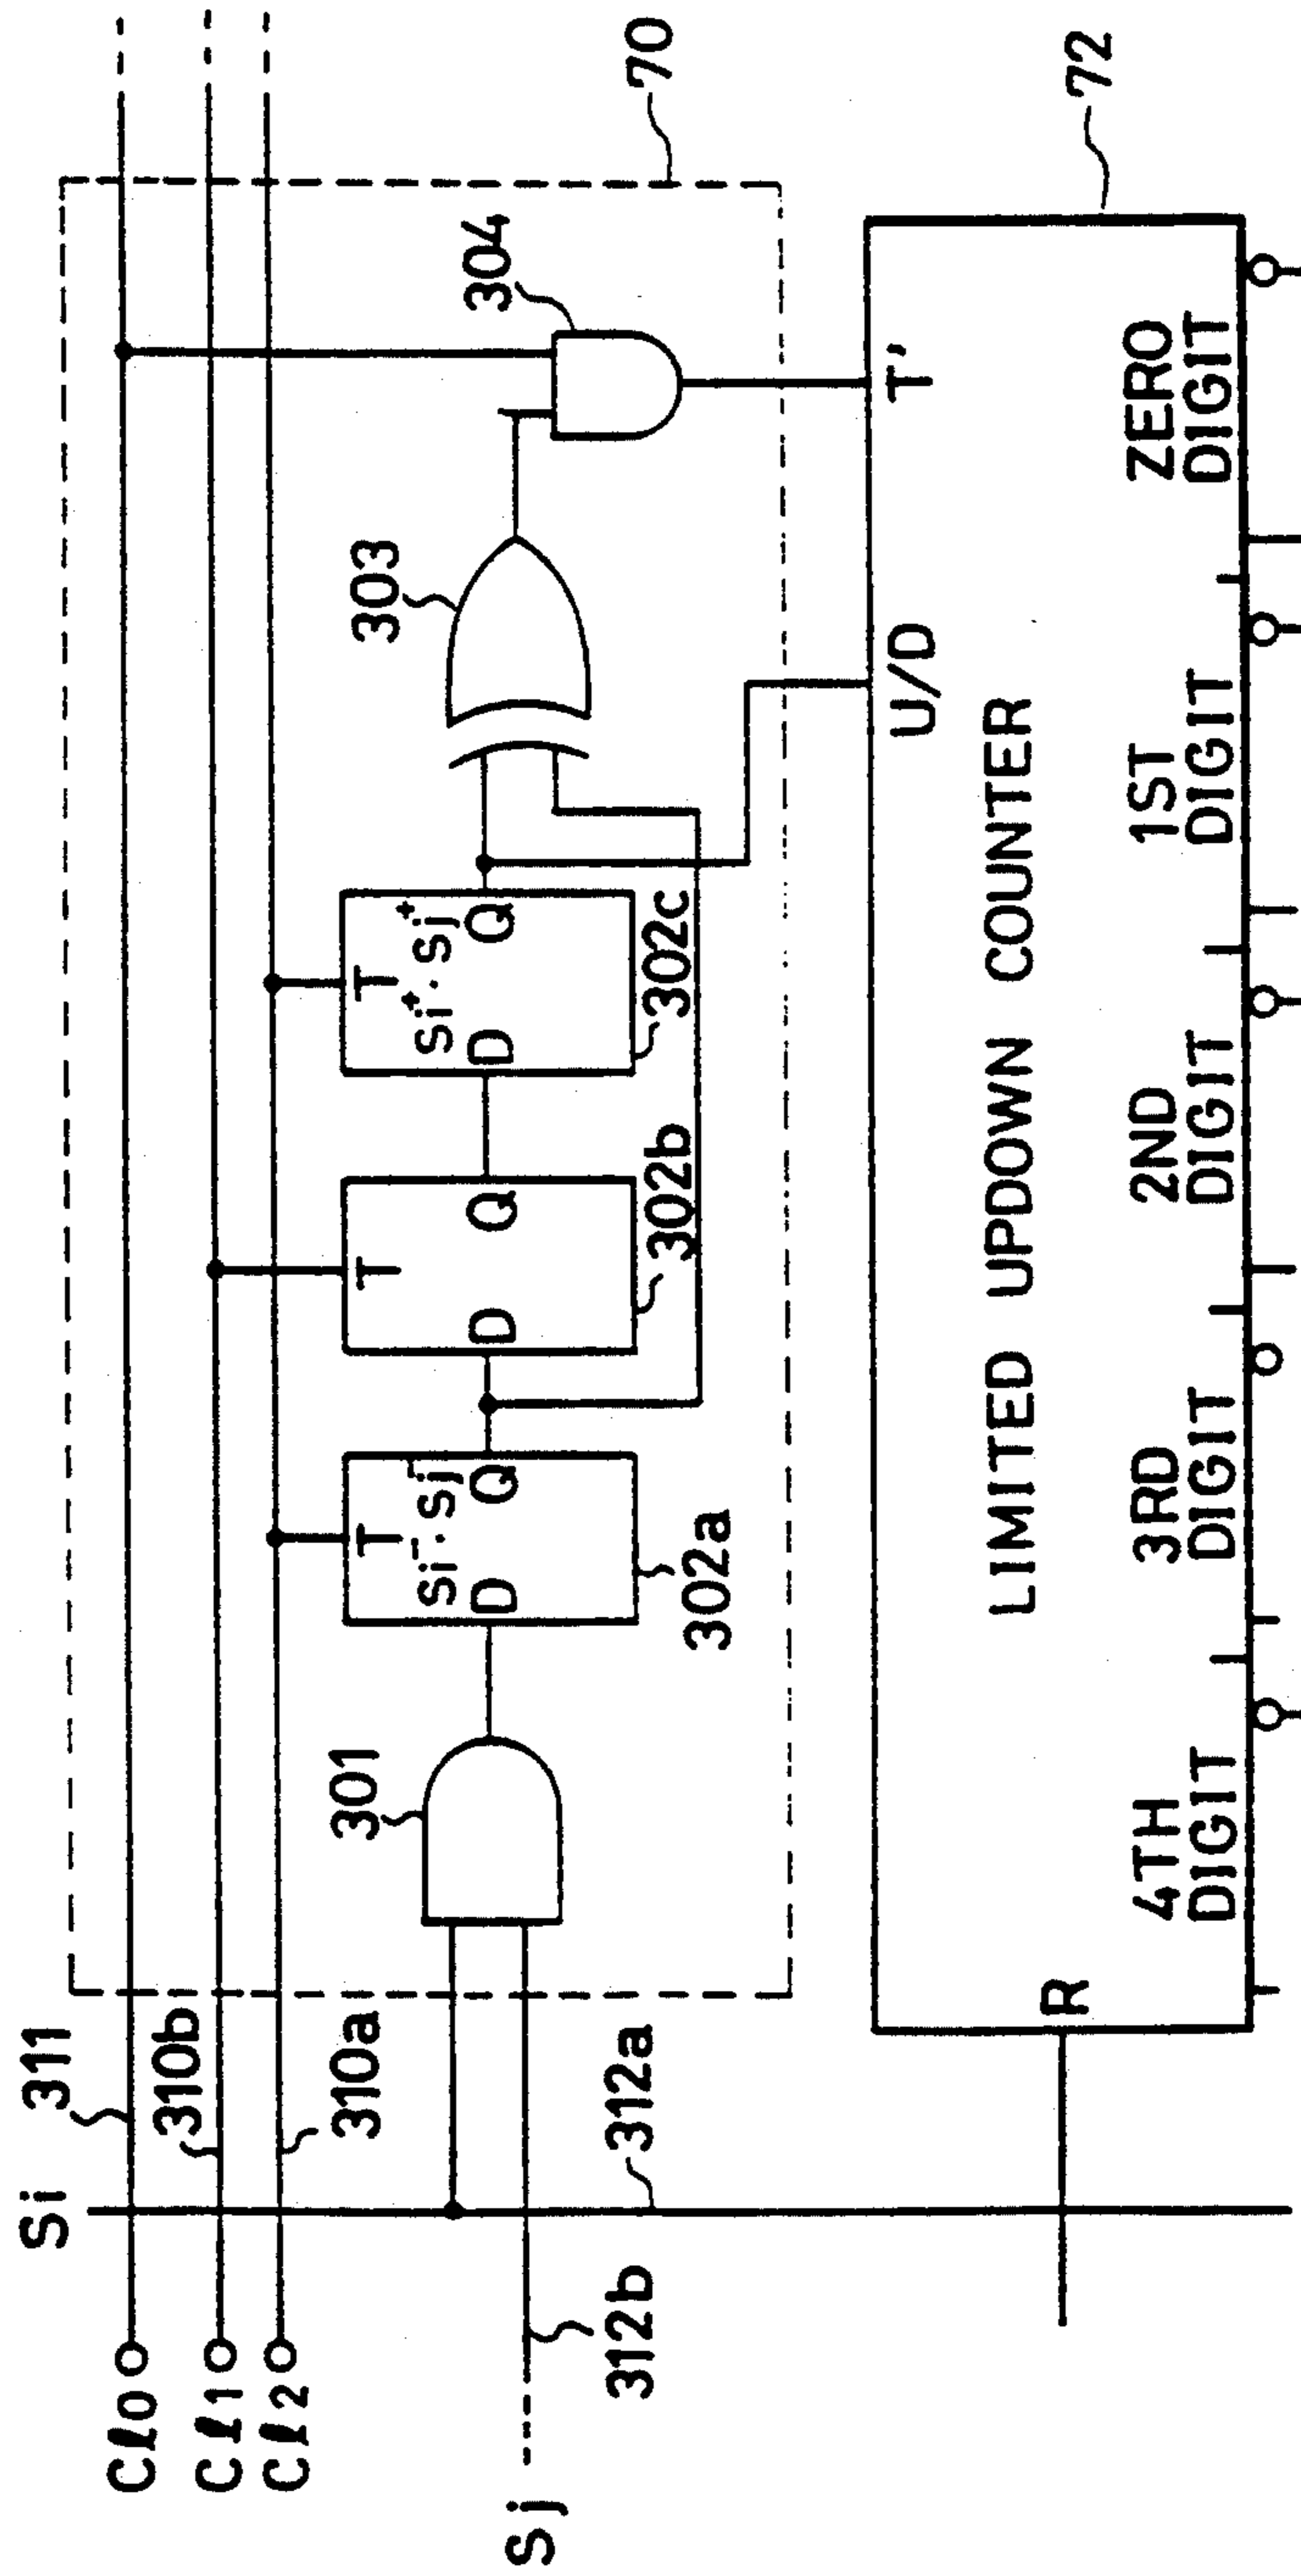 Si
311
310b
310a
Cℓ0
Cℓ1
Cℓ2
Sj
312b
312a
301
T
Si⁻·Sj⁻
D Q
302a
T
D Q
302b
T
Si⁺·Sj⁺
D Q
302c
303
304
70
R
U/D
T'
LIMITED UPDOWN COUNTER
72
4TH DIGIT
3RD DIGIT
2ND DIGIT
1ST DIGIT
ZERO DIGIT